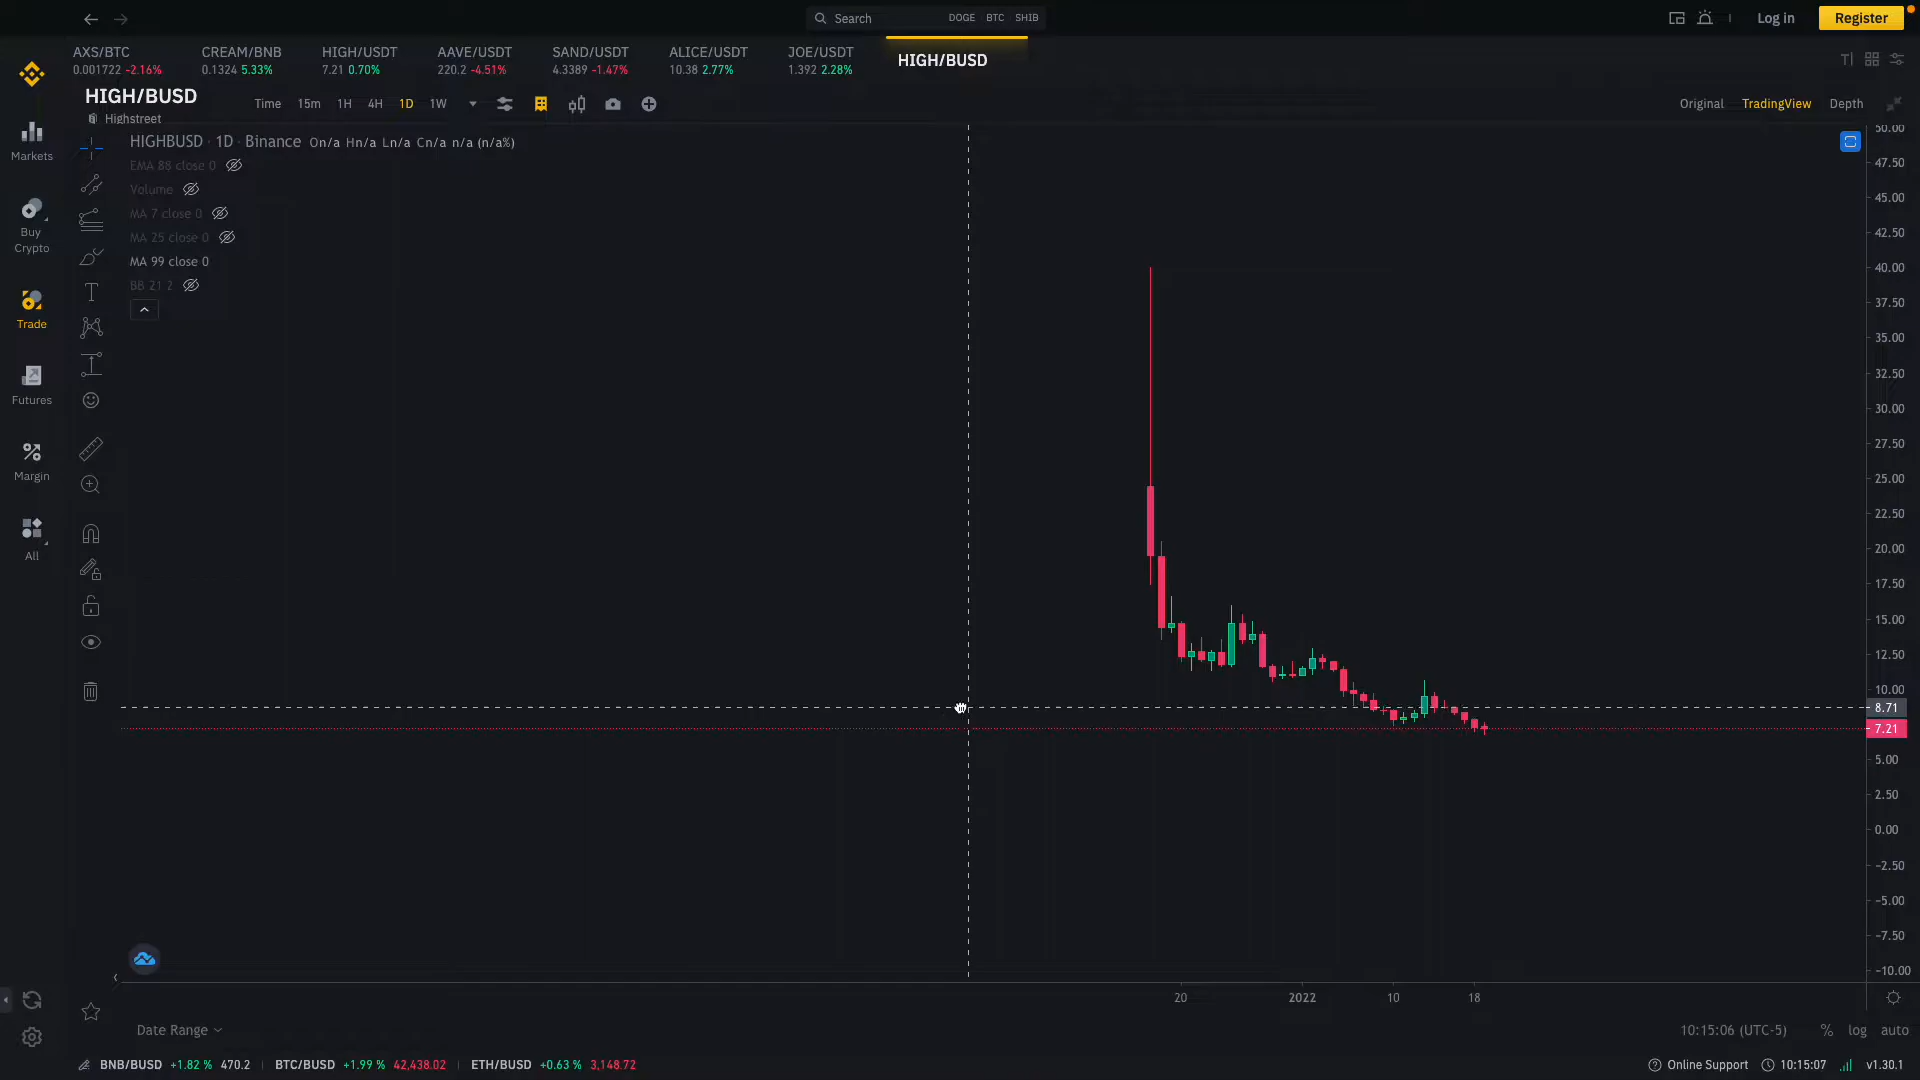 Search DOGE BTC SHIB
Log in Register
AXS/BTC CREAM/BNB HIGH/USDT AAVE/USDT SAND/USDT ALICE/USDT JOE/USDT HIGH/BUSD
0.001722 -2.16% 0.1324 5.33% 7.21 0.70% 220.2 -4.51% 4.3389 -1.47% 10.38 2.77% 1.392 2.28%
HIGH/BUSD
Highstreet
Time 15m 1H 4H 1D 1W
Original TradingView Depth
HIGHBUSD · 1D · Binance On/a Hn/a Ln/a Cn/a n/a (n/a%)
EMA 88 close 0
Volume
MA 7 close 0
MA 25 close 0
MA 99 close 0
BB 21 2
Markets
Buy
Crypto
Trade
Futures
Margin
All
50.00
47.50
45.00
42.50
40.00
37.50
35.00
32.50
30.00
27.50
25.00
22.50
20.00
17.50
15.00
12.50
10.00
8.71
7.21
5.00
2.50
0.00
-2.50
-5.00
-7.50
-10.00
20 2022 10 18
Date Range
10:15:06 (UTC-5) % log auto
BNB/BUSD +1.82 % 470.2 BTC/BUSD +1.99 % 42,438.02 ETH/BUSD +0.63 % 3,148.72
Online Support 10:15:07 v1.30.1